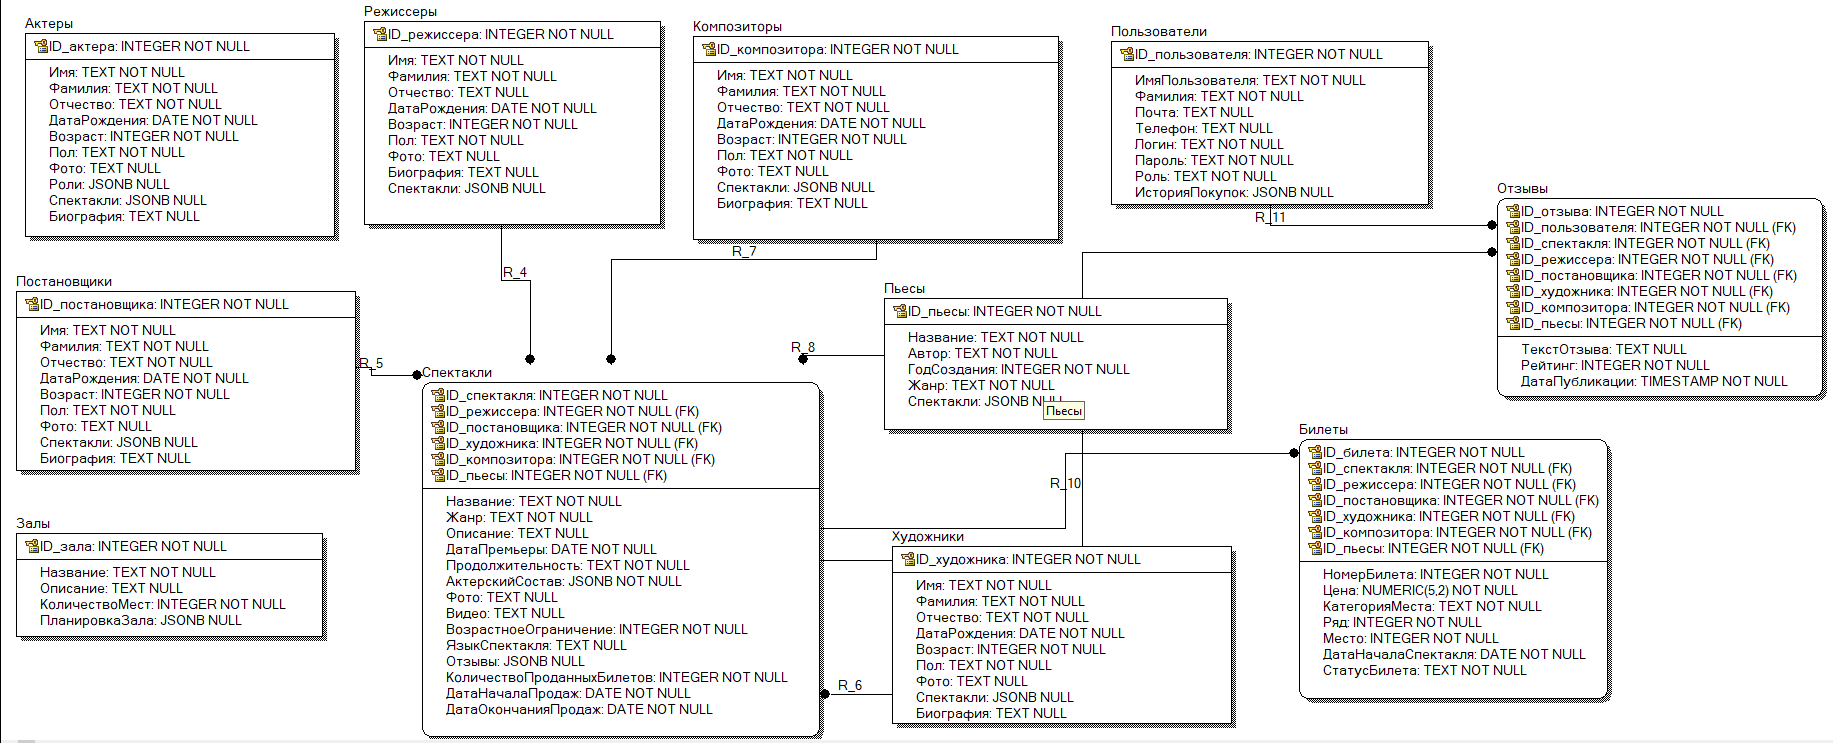 Актеры
ID_актера: INTEGER NOT NULL
Имя: TEXT NOT NULL
Фамилия: TEXT NOT NULL
Отчество: TEXT NOT NULL
ДатаРождения: DATE NOT NULL
Возраст: INTEGER NOT NULL
Пол: TEXT NOT NULL
Фото: TEXT NULL
Роли: JSONB NULL
Спектакли: JSONB NULL
Биография: TEXT NULL
Режиссеры
ID_режиссера: INTEGER NOT NULL
Имя: TEXT NOT NULL
Фамилия: TEXT NOT NULL
Отчество: TEXT NOT NULL
ДатаРождения: DATE NOT NULL
Возраст: INTEGER NOT NULL
Пол: TEXT NOT NULL
Фото: TEXT NULL
Биография: TEXT NULL
Спектакли: JSONB NULL
R_4
Композиторы
ID_композитора: INTEGER NOT NULL
Имя: TEXT NOT NULL
Фамилия: TEXT NOT NULL
Отчество: TEXT NOT NULL
ДатаРождения: DATE NOT NULL
Возраст: INTEGER NOT NULL
Пол: TEXT NOT NULL
Фото: TEXT NULL
Спектакли: JSONB NULL
Биография: TEXT NULL
R_7
Пользователи
ID_пользователя: INTEGER NOT NULL
ИмяПользователя: TEXT NOT NULL
Фамилия: TEXT NOT NULL
Почта: TEXT NULL
Телефон: TEXT NULL
Логин: TEXT NOT NULL
Пароль: TEXT NOT NULL
Роль: TEXT NOT NULL
ИсторияПокупок: JSONB NULL
R_11
Отзывы
ID_отзыва: INTEGER NOT NULL
ID_пользователя: INTEGER NOT NULL (FK)
ID_спектакля: INTEGER NOT NULL (FK)
ID_режиссера: INTEGER NOT NULL (FK)
ID_постановщика: INTEGER NOT NULL (FK)
ID_художника: INTEGER NOT NULL (FK)
ID_композитора: INTEGER NOT NULL (FK)
ID_пьесы: INTEGER NOT NULL (FK)
ТекстОтзыва: TEXT NULL
Рейтинг: INTEGER NOT NULL
ДатаПубликации: TIMESTAMP NOT NULL
Постановщики
ID_постановщика: INTEGER NOT NULL
Имя: TEXT NOT NULL
Фамилия: TEXT NOT NULL
Отчество: TEXT NOT NULL
ДатаРождения: DATE NOT NULL
Возраст: INTEGER NOT NULL
Пол: TEXT NOT NULL
Фото: TEXT NULL
Спектакли: JSONB NULL
Биография: TEXT NULL
R_5
Спектакли
ID_спектакля: INTEGER NOT NULL
ID_режиссера: INTEGER NOT NULL (FK)
ID_постановщика: INTEGER NOT NULL (FK)
ID_художника: INTEGER NOT NULL (FK)
ID_композитора: INTEGER NOT NULL (FK)
ID_пьесы: INTEGER NOT NULL (FK)
Название: TEXT NOT NULL
Жанр: TEXT NOT NULL
Описание: TEXT NULL
ДатаПремьеры: DATE NOT NULL
Продолжительность: TEXT NOT NULL
АктерскийСостав: JSONB NOT NULL
Фото: TEXT NULL
Видео: TEXT NULL
ВозрастноеОграничение: INTEGER NOT NULL
ЯзыкСпектакля: TEXT NULL
Отзывы: JSONB NULL
КоличествоПроданныхБилетов: INTEGER NOT NULL
ДатаНачалаПродаж: DATE NOT NULL
ДатаОкончанияПродаж: DATE NOT NULL
R_8
Пьесы
ID_пьесы: INTEGER NOT NULL
Название: TEXT NOT NULL
Автор: TEXT NOT NULL
ГодСоздания: INTEGER NOT NULL
Жанр: TEXT NOT NULL
Спектакли: JSONB NULL
Пьесы
R_10
Билеты
ID_билета: INTEGER NOT NULL
ID_спектакля: INTEGER NOT NULL (FK)
ID_режиссера: INTEGER NOT NULL (FK)
ID_постановщика: INTEGER NOT NULL (FK)
ID_художника: INTEGER NOT NULL (FK)
ID_композитора: INTEGER NOT NULL (FK)
ID_пьесы: INTEGER NOT NULL (FK)
НомерБилета: INTEGER NOT NULL
Цена: NUMERIC(5,2) NOT NULL
КатегорияМеста: TEXT NOT NULL
Ряд: INTEGER NOT NULL
Место: INTEGER NOT NULL
ДатаНачалаСпектакля: DATE NOT NULL
СтатусБилета: TEXT NOT NULL
Залы
ID_зала: INTEGER NOT NULL
Название: TEXT NOT NULL
Описание: TEXT NULL
КоличествоМест: INTEGER NOT NULL
ПланировкаЗала: JSONB NULL
Художники
ID_художника: INTEGER NOT NULL
Имя: TEXT NOT NULL
Фамилия: TEXT NOT NULL
Отчество: TEXT NOT NULL
ДатаРождения: DATE NOT NULL
Возраст: INTEGER NOT NULL
Пол: TEXT NOT NULL
Фото: TEXT NULL
Спектакли: JSONB NULL
Биография: TEXT NULL
R_6